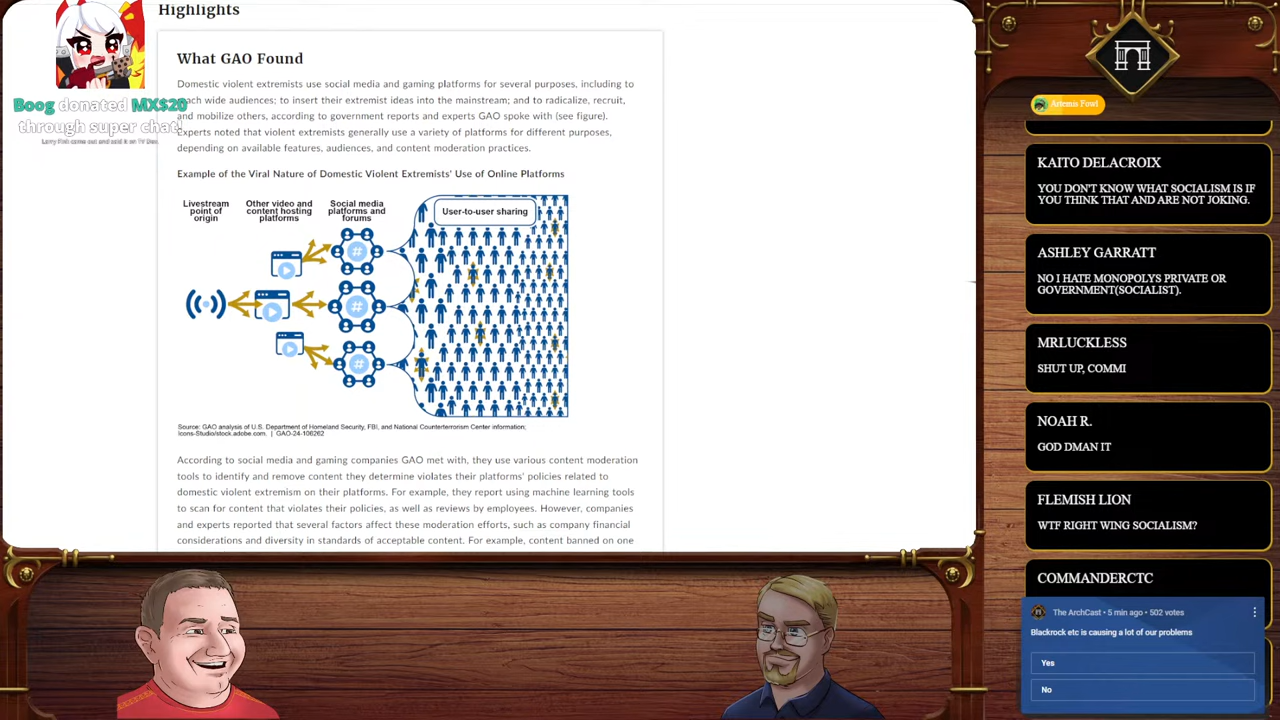 Highlights
What GAO Found
Domestic violent extremists use social media and gaming platforms for several purposes, including to
reach wide audiences; to insert their extremist ideas into the mainstream; and to radicalize, recruit,
and mobilize others, according to government reports and experts GAO spoke with (see figure).
Experts noted that violent extremists generally use a variety of platforms for different purposes,
depending on available features, audiences, and content moderation practices.
Boog donated MX$20
through super chat!
Larry Fink came out and said it on TV Dea
Example of the Viral Nature of Domestic Violent Extremists' Use of Online Platforms
Livestream
point of
origin
Other video and
content hosting
platforms
Social media
platforms and
forums
User-to-user sharing
#
#
#
Source: GAO analysis of U.S. Department of Homeland Security, FBI, and National Counterterrorism Center information;
Icons-Studio/stock.adobe.com. | GAO-24-106262
According to social media and gaming companies GAO met with, they use various content moderation
tools to identify and remove content they determine violates their platforms' policies related to
domestic violent extremism on their platforms. For example, they report using machine learning tools
to scan for content that violates their policies, as well as reviews by employees. However, companies
and experts reported that several factors affect these moderation efforts, such as company financial
considerations and diversity in standards of acceptable content. For example, content banned on one
Artemis Fowl
KAITO DELACROIX
YOU DON'T KNOW WHAT SOCIALISM IS IF
YOU THINK THAT AND ARE NOT JOKING.
ASHLEY GARRATT
NO I HATE MONOPOLYS PRIVATE OR
GOVERNMENT(SOCIALIST).
MRLUCKLESS
SHUT UP, COMMI
NOAH R.
GOD DMAN IT
FLEMISH LION
WTF RIGHT WING SOCIALISM?
COMMANDERCTC
The ArchCast • 5 min ago • 502 votes
Blackrock etc is causing a lot of our problems
Yes
No